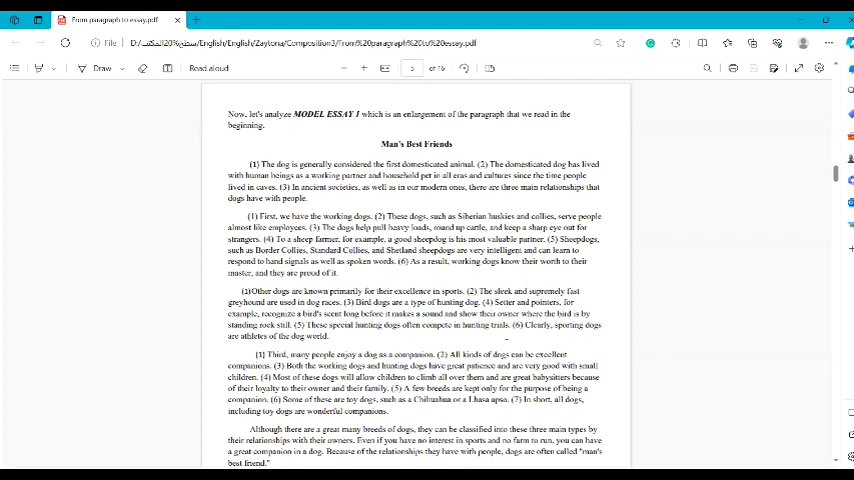 From paragraph to essay.pdf
File
D:/سطح%20المكتب/English/English/Zaytona/Composition3/From%20paragraph%20to%20essay.pdf
Draw
Read aloud
Now, let's analyze MODEL ESSAY I which is an enlargement of the paragraph that we read in the
beginning.
Man's Best Friends
(1) The dog is generally considered the first domesticated animal. (2) The domesticated dog has lived
with human beings as a working partner and household pet in all eras and cultures since the time people
lived in caves. (3) In ancient societies, as well as in our modern ones, there are three main relationships that
dogs have with people.
(1) First, we have the working dogs. (2) These dogs, such as Siberian huskies and collies, serve people
almost like employees. (3) The dogs help pull heavy loads, round up cattle, and keep a sharp eye out for
strangers. (4) To a sheep farmer, for example, a good sheepdog is his most valuable partner. (5) Sheepdogs,
such as Border Collies, Standard Collies, and Shetland sheepdogs are very intelligent and can learn to
respond to hand signals as well as spoken words. (6) As a result, working dogs know their worth to their
master, and they are proud of it.
(1) Other dogs are known primarily for their excellence in sports. (2) The sleek and supremely fast
greyhound are used in dog races. (3) Bird dogs are a type of hunting dog. (4) Setter and pointers, for
example, recognize a bird's scent long before it makes a sound and show their owner where the bird is by
standing rock still. (5) These special hunting dogs often compete in hunting trials. (6) Clearly, sporting dogs
are athletes of the dog world.
(1) Third, many people enjoy a dog as a companion. (2) All kinds of dogs can be excellent
companions. (3) Both the working dogs and hunting dogs have great patience and are very good with small
children. (4) Most of these dogs will allow children to climb all over them and are great babysitters because
of their loyalty to their owner and their family. (5) A few breeds are kept only for the purpose of being a
companion. (6) Some of these are toy dogs, such as a Chihuahua or a Lhasa apso. (7) In short, all dogs,
including toy dogs are wonderful companions.
Although there are a great many breeds of dogs, they can be classified into these three main types by
their relationships with their owners. Even if you have no interest in sports and no farm to run, you can have
a great companion in a dog. Because of the relationships they have with people, dogs are often called "man's
best friend."